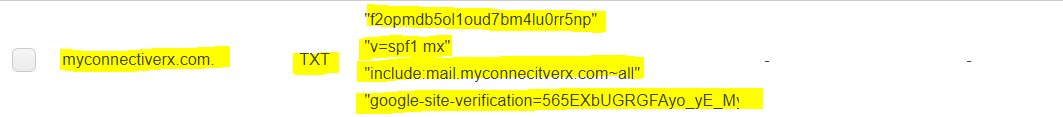 "f2opmdb5ol1oud7bm4lu0rr5np"
"v=spf1 mx"
myconnectiverx.com. TXT - -
"include:mail.myconnecitverx.com~all"
"google-site-verification=565EXbUGRGFAyo_yE_My